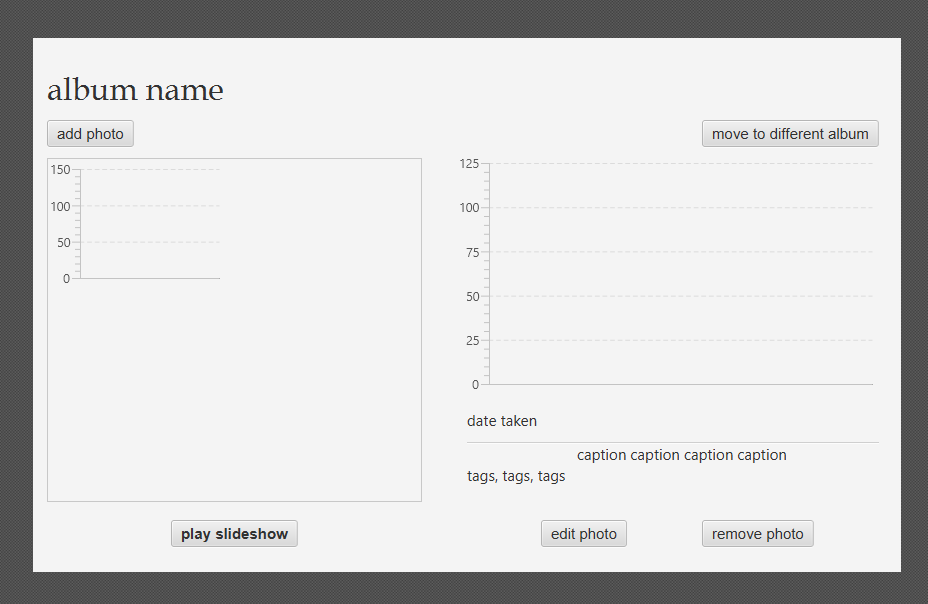 album name
add photo
move to different album
150
100
50
0
125
100
75
50
25
0
date taken
caption caption caption caption
tags, tags, tags
play slideshow
edit photo
remove photo